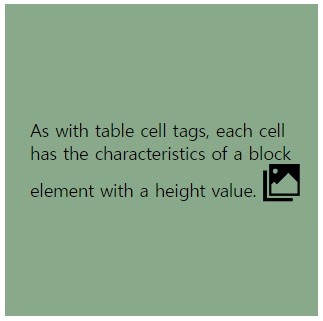 As with table cell tags, each cell
has the characteristics of a block
element with a height value.